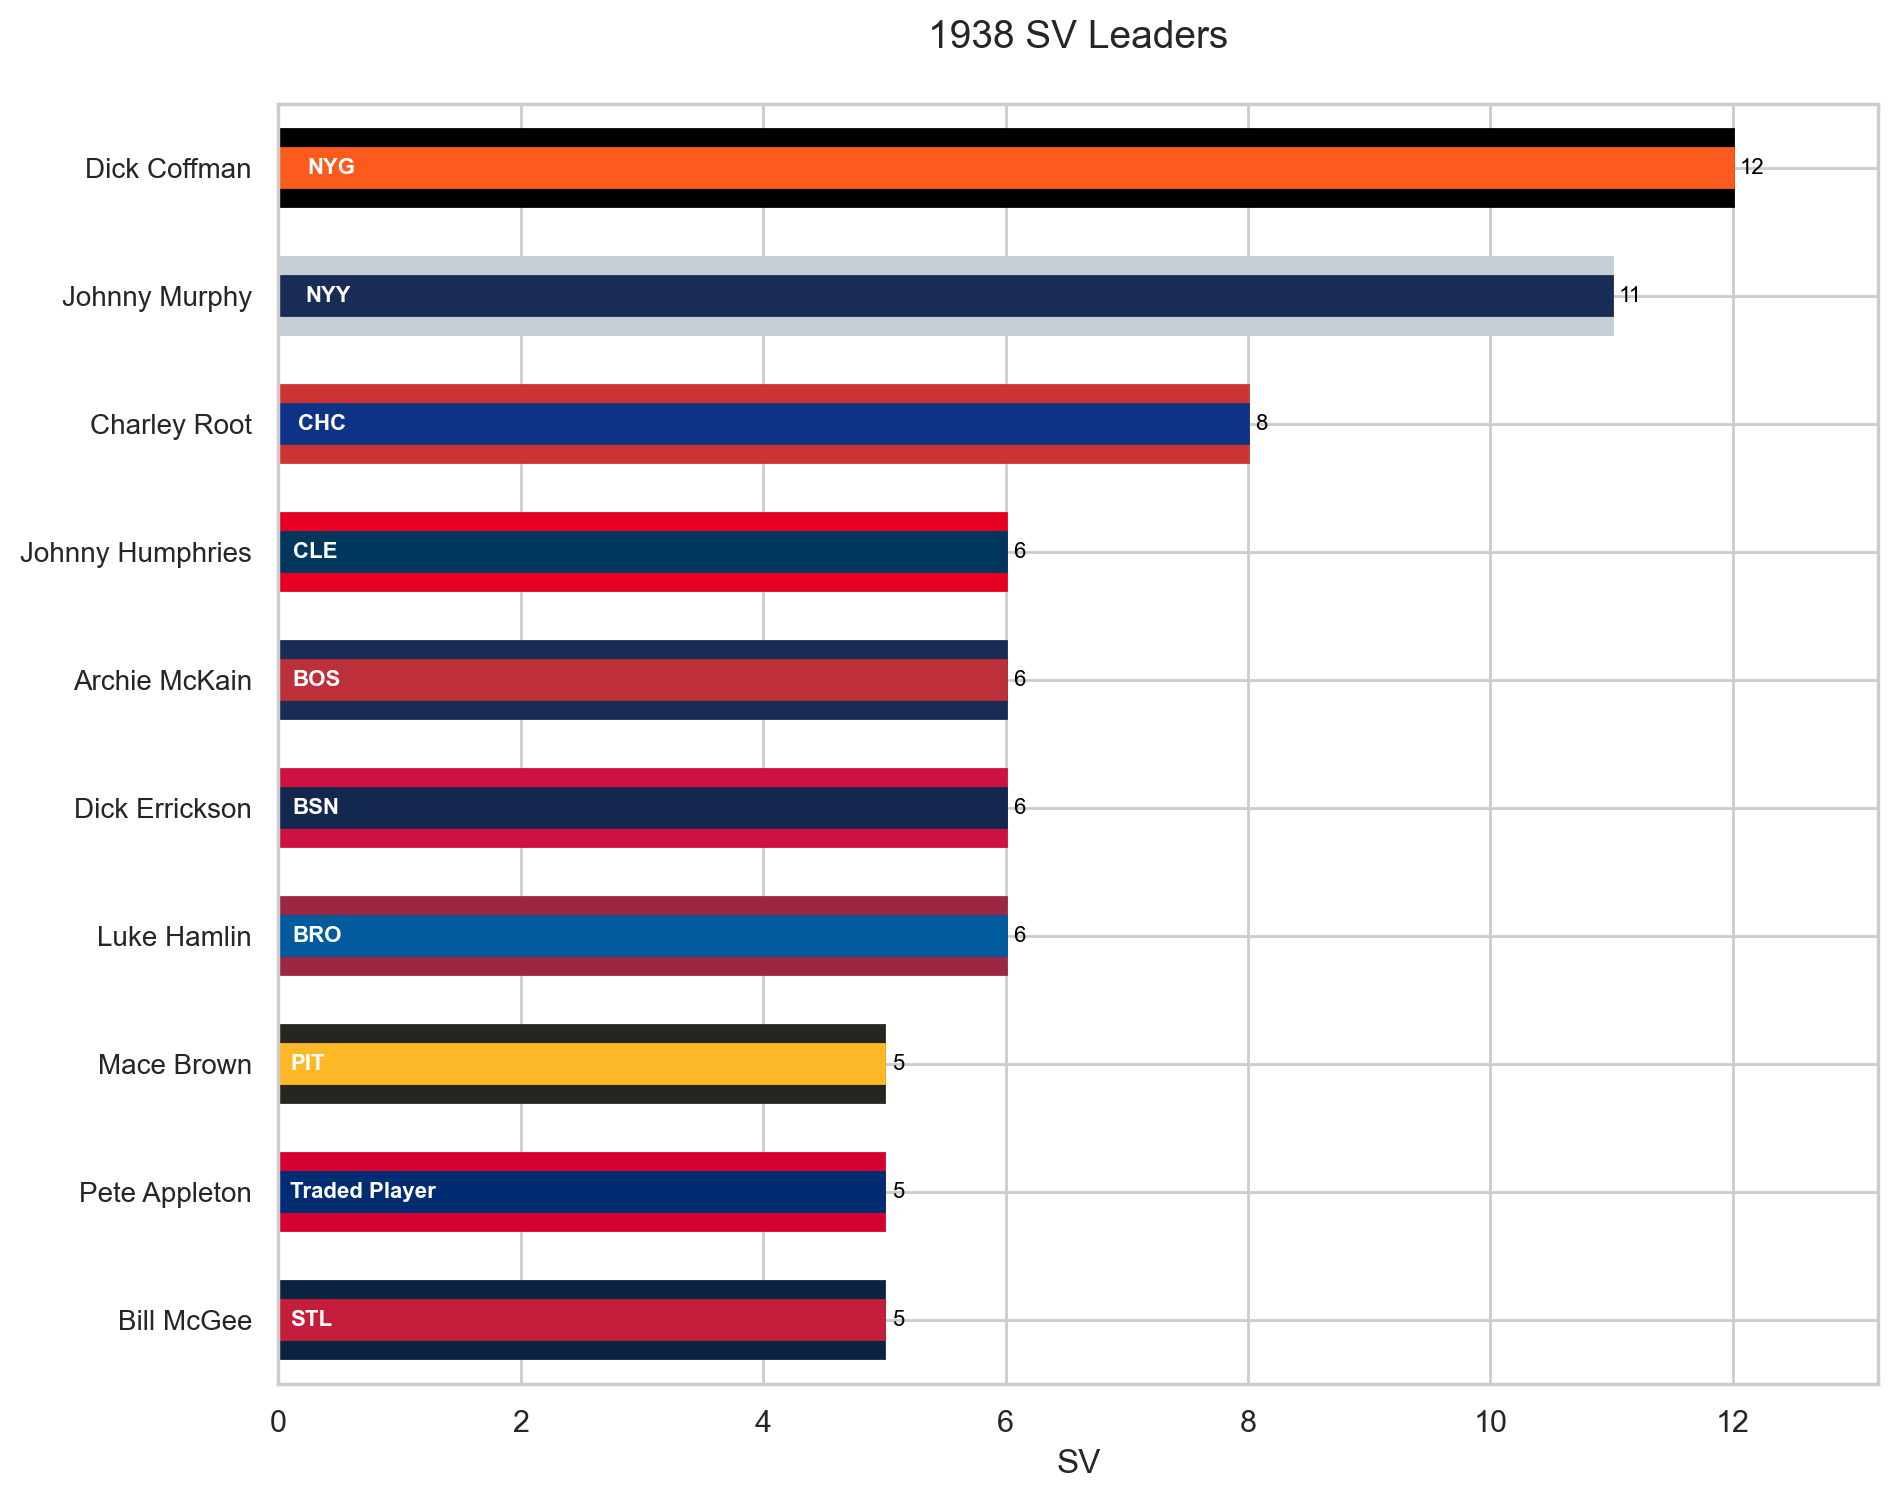 1938 SV Leaders
Dick Coffman NYG 12
Johnny Murphy NYY 11
Charley Root CHC 8
Johnny Humphries CLE 6
Archie McKain BOS 6
Dick Errickson BSN 6
Luke Hamlin BRO 6
Mace Brown PIT 5
Pete Appleton Traded Player 5
Bill McGee STL 5
0 2 4 6 8 10 12
SV